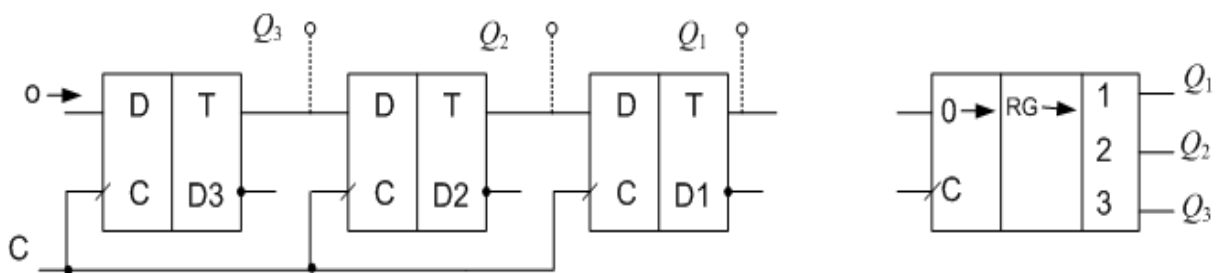 Q3 Q2 Q1
0 → D T D T D T 0 → RG → 1 Q1
C D3 C D2 C D1 C 2 Q2
3 Q3
C